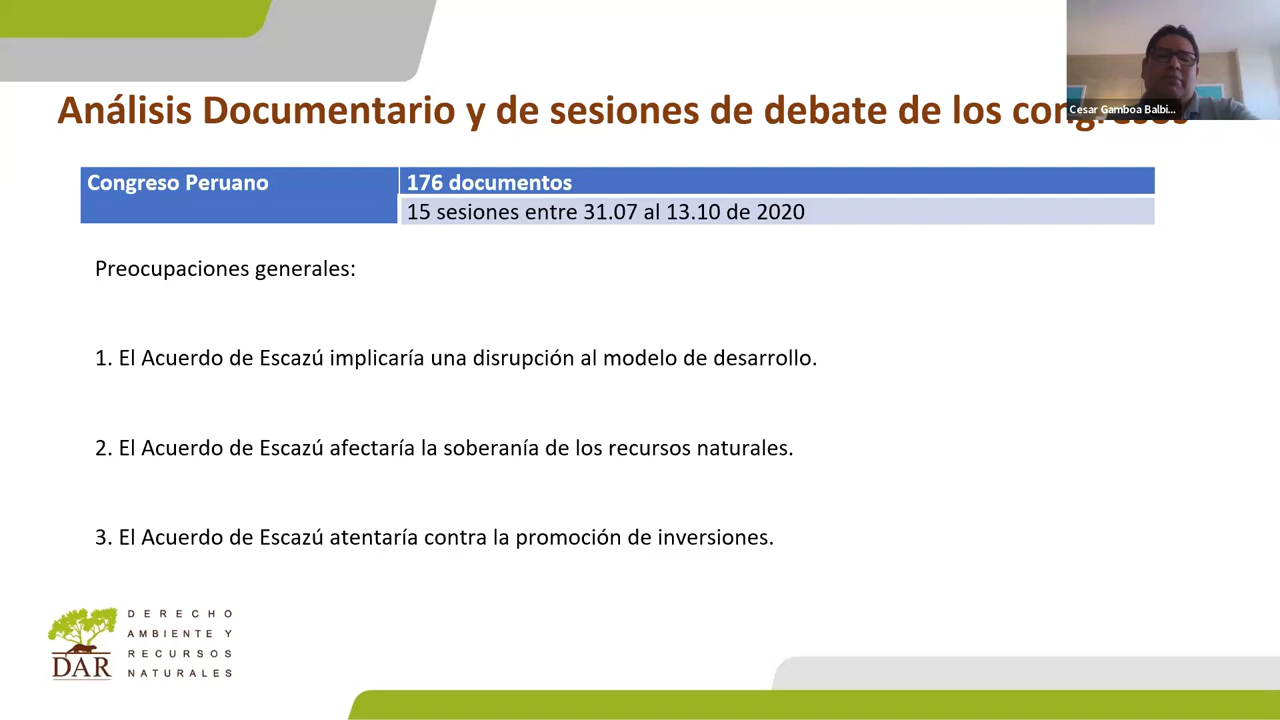 Análisis Documentario y de sesiones de debate de los congresos
Cesar Gamboa Balbi...
Congreso Peruano
176 documentos
15 sesiones entre 31.07 al 13.10 de 2020
Preocupaciones generales:
1. El Acuerdo de Escazú implicaría una disrupción al modelo de desarrollo.
2. El Acuerdo de Escazú afectaría la soberanía de los recursos naturales.
3. El Acuerdo de Escazú atentaría contra la promoción de inversiones.
DAR
DERECHO
AMBIENTE Y
RECURSOS
NATURALES